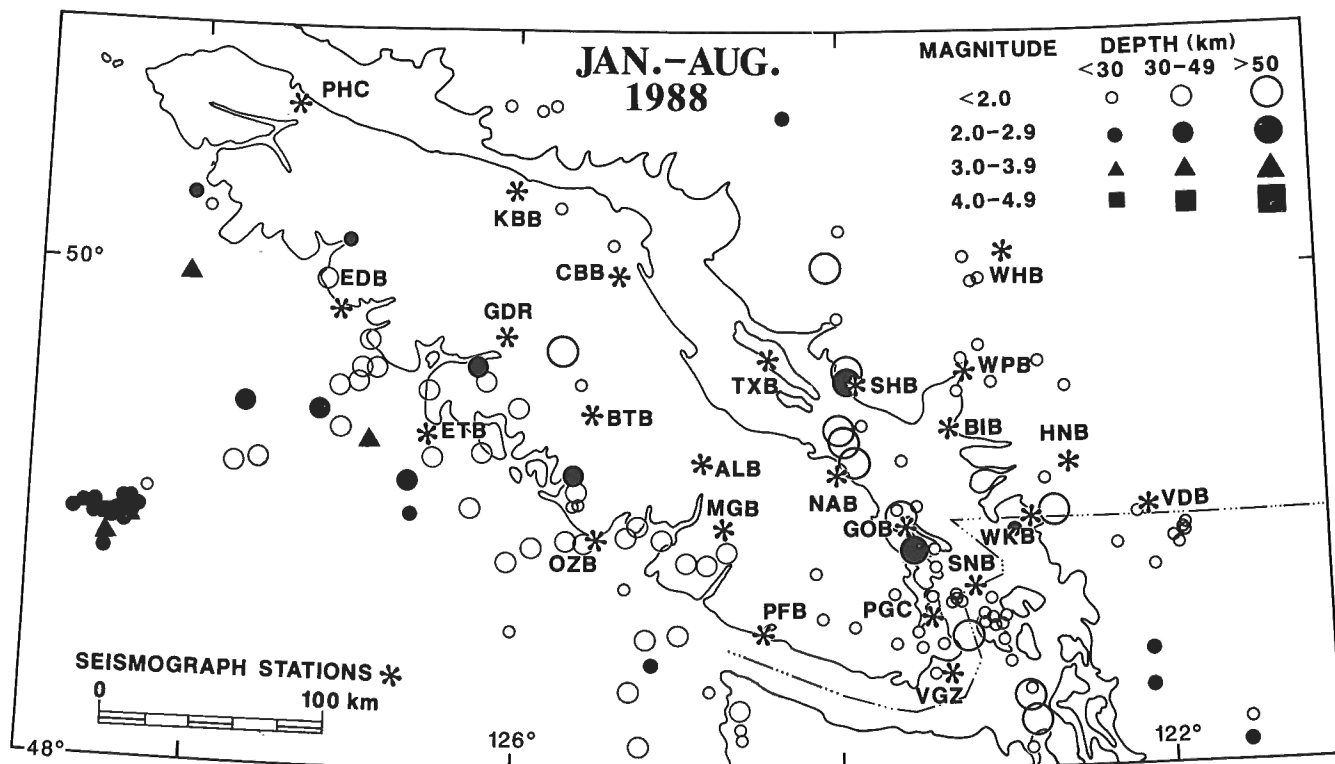 JAN.–AUG.
1988
MAGNITUDE
DEPTH (km)
<30 30–49 >50
<2.0
2.0–2.9
3.0–3.9
4.0–4.9
PHC
KBB
50°
EDB
CBB
WHB
GDR
TXB
SHB
WPB
BTB
ETB
BIB
HNB
ALB
NAB
VDB
MGB
GOB
WKB
OZB
SNB
PFB
PGC
SEISMOGRAPH STATIONS
0 100 km
VGZ
48°
126°
122°